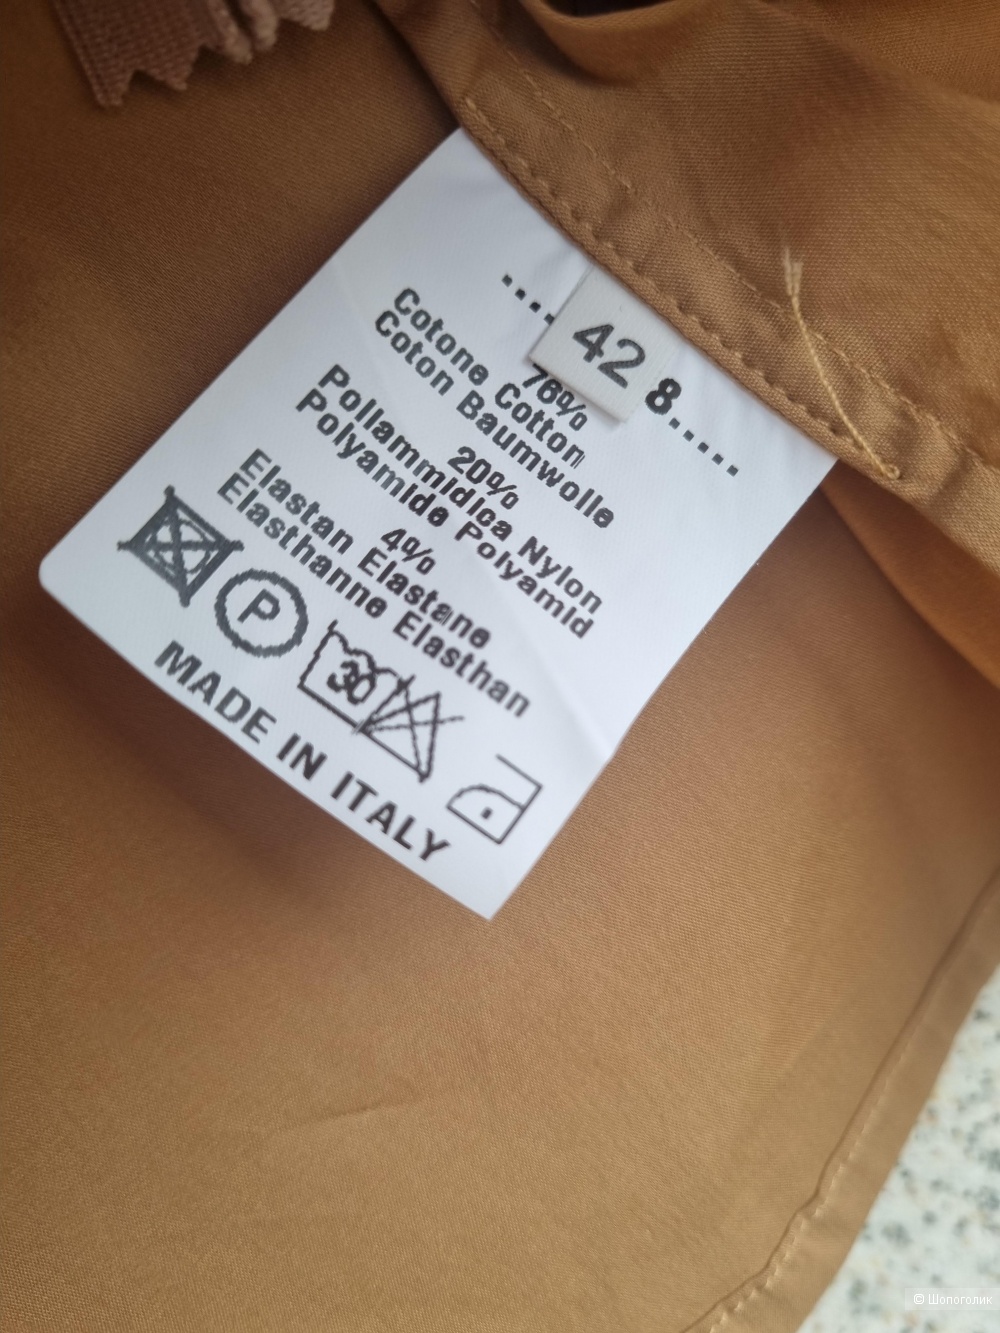 42
8.....
76%
Cotone Cotton
Coton Baumwolle
20%
Poliammidica Nylon
Polyamide Polyamid
4%
Elastan Elastane
Elasthanne Elasthan
P
30
MADE IN ITALY
© Шопоголик